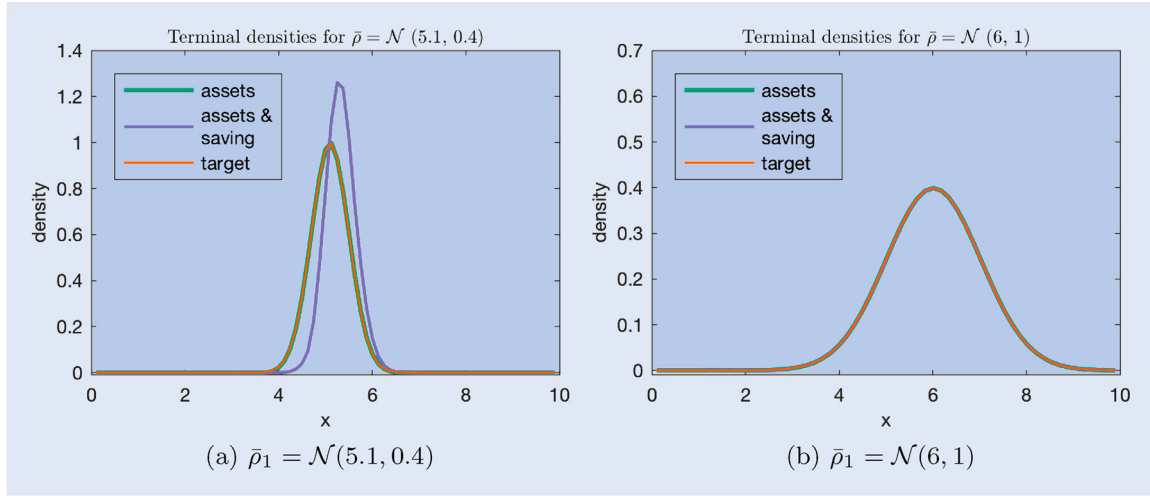 Terminal densities for ρ̄ = 𝒩 (5.1, 0.4)
1.4
1.2
1
0.8
0.6
0.4
0.2
0
density
assets
assets &
saving
target
0 2 4 6 8 10
x
(a) ρ̄₁ = 𝒩(5.1, 0.4)
Terminal densities for ρ̄ = 𝒩 (6, 1)
0.7
0.6
0.5
0.4
0.3
0.2
0.1
0
density
assets
assets &
saving
target
0 2 4 6 8 10
x
(b) ρ̄₁ = 𝒩(6, 1)